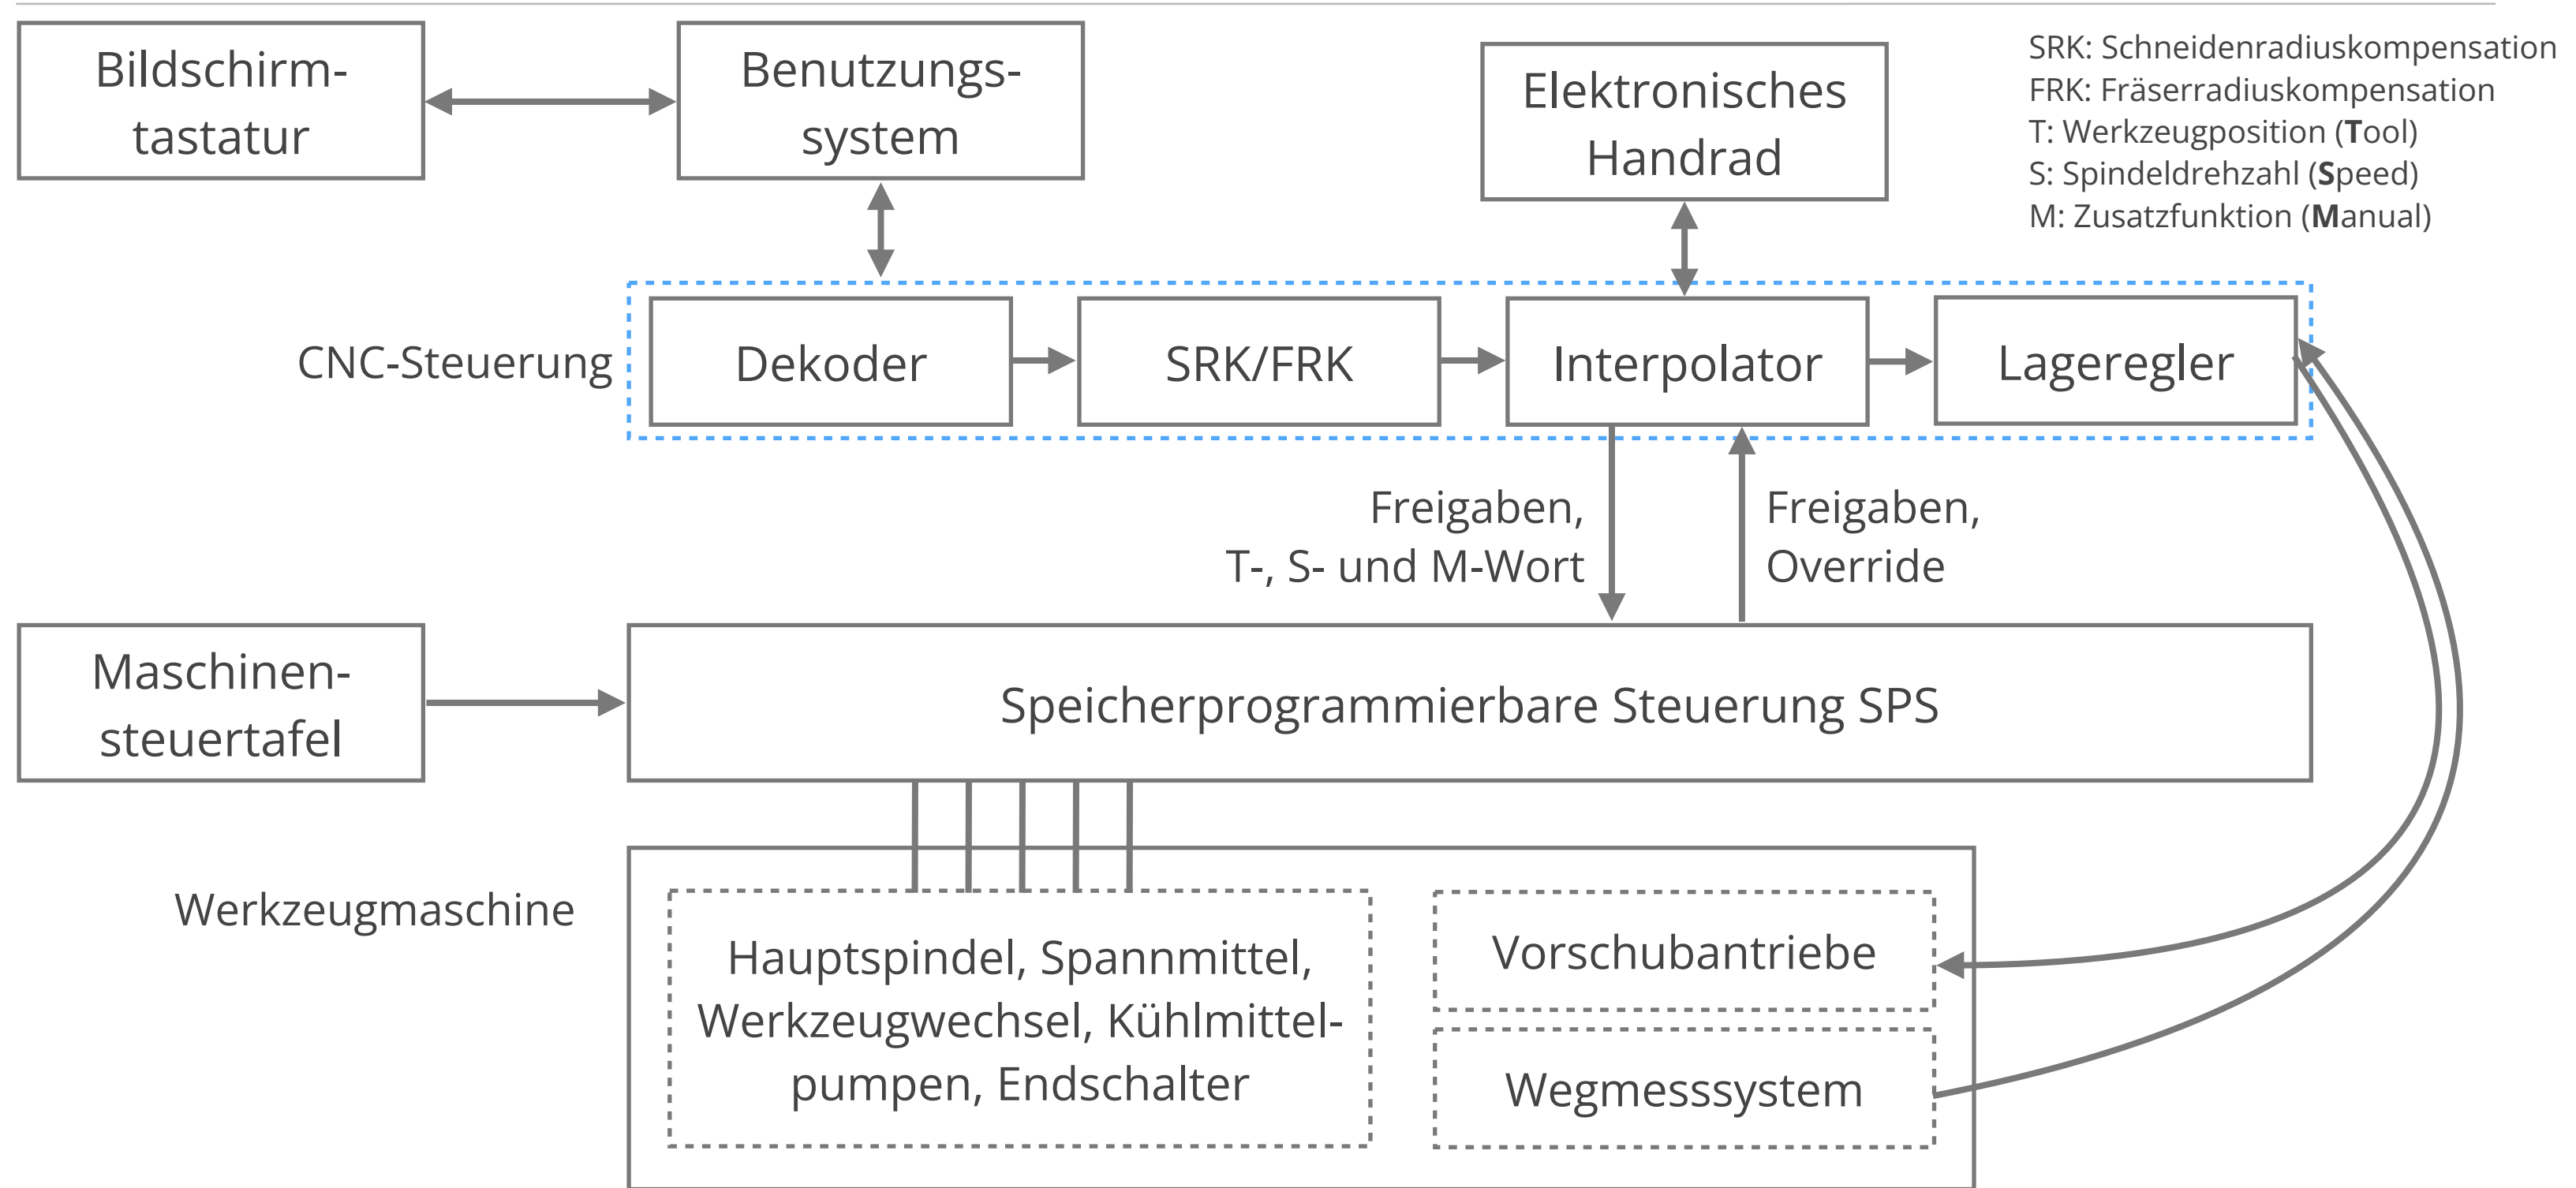 Bildschirm-
tastatur
Benutzungs-
system
Elektronisches
Handrad
SRK: Schneidenradiuskompensation
FRK: Fräserradiuskompensation
T: Werkzeugposition (Tool)
S: Spindeldrehzahl (Speed)
M: Zusatzfunktion (Manual)
CNC-Steuerung
Dekoder
SRK/FRK
Interpolator
Lageregler
Freigaben,
T-, S- und M-Wort
Freigaben,
Override
Maschinen-
steuertafel
Speicherprogrammierbare Steuerung SPS
Werkzeugmaschine
Hauptspindel, Spannmittel,
Werkzeugwechsel, Kühlmittel-
pumpen, Endschalter
Vorschubantriebe
Wegmesssystem